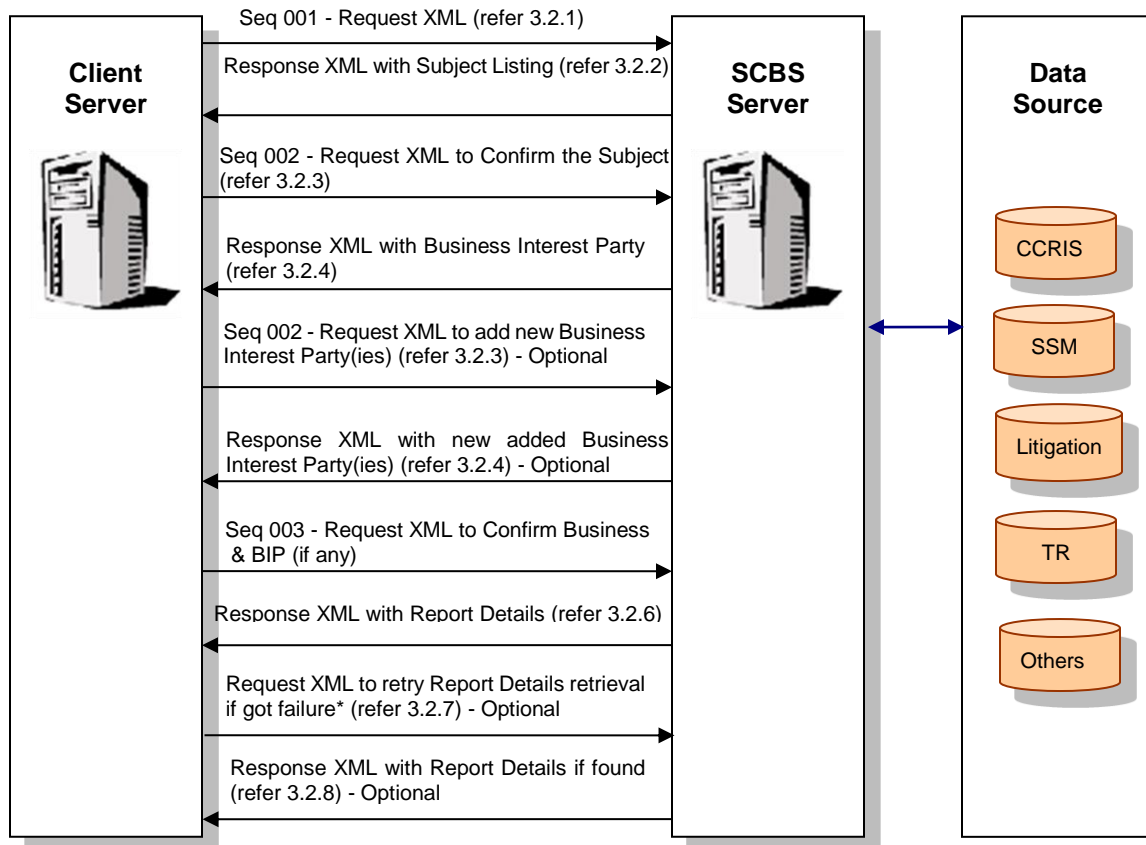 Seq 001 - Request XML (refer 3.2.1)
Client
Server
Response XML with Subject Listing (refer 3.2.2)
SCBS
Server
Data
Source
Seq 002 - Request XML to Confirm the Subject
(refer 3.2.3)
Response XML with Business Interest Party
(refer 3.2.4)
Seq 002 - Request XML to add new Business
Interest Party(ies) (refer 3.2.3) - Optional
Response XML with new added Business
Interest Party(ies) (refer 3.2.4) - Optional
Seq 003 - Request XML to Confirm Business
& BIP (if any)
Response XML with Report Details (refer 3.2.6)
Request XML to retry Report Details retrieval
if got failure* (refer 3.2.7) - Optional
Response XML with Report Details if found
(refer 3.2.8) - Optional
CCRIS
SSM
Litigation
TR
Others